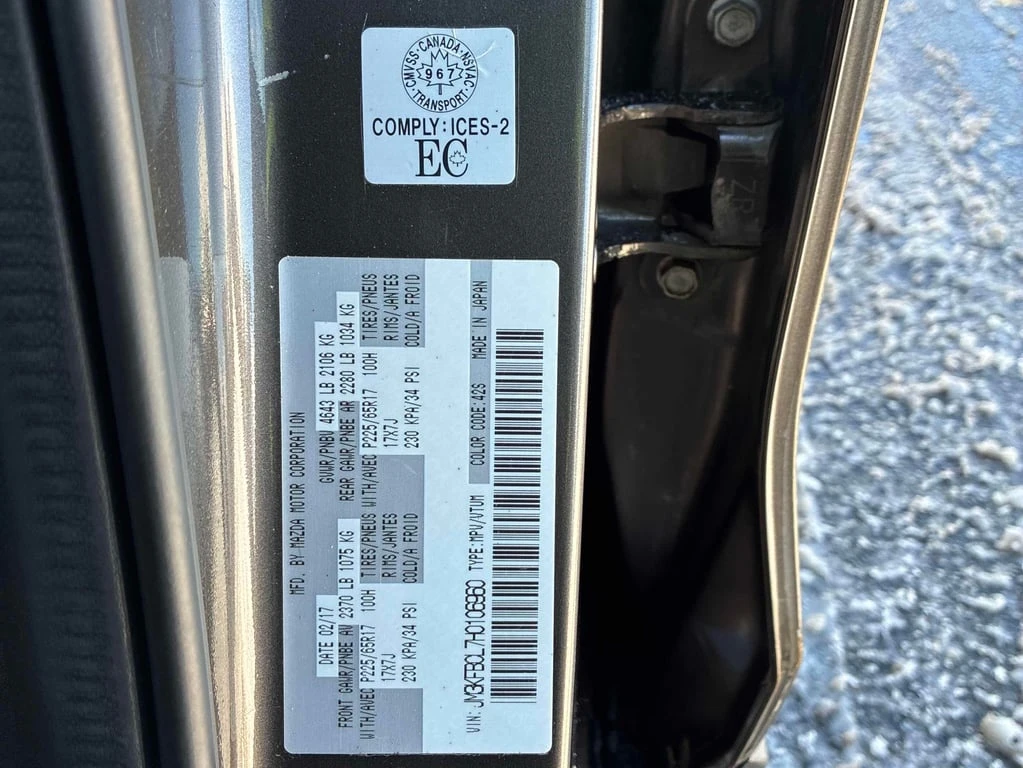 CMVSS·CANADA·NSVAC
967
·TRANSPORT·
COMPLY:ICES-2
EC
MFD. BY MAZDA MOTOR CORPORATION
DATE 02/17 GVWR/PNBV 4643 LB 2106 KG
FRONT GAWR/PNBE AV 2370 LB 1075 KG REAR GAWR/PNBE AR 2280 LB 1034 KG
WITH/AVEC P225/65R17 100H TIRES/PNEUS WITH/AVEC P225/65R17 100H TIRES/PNEUS
17X7J RIMS/JANTES 17X7J RIMS/JANTES
230 KPA/34 PSI COLD/A FROID 230 KPA/34 PSI COLD/A FROID
VIN:JM3KFBCL7H0106960 TYPE:MPV/VTUM COLOR CODE:42S MADE IN JAPAN
ZR